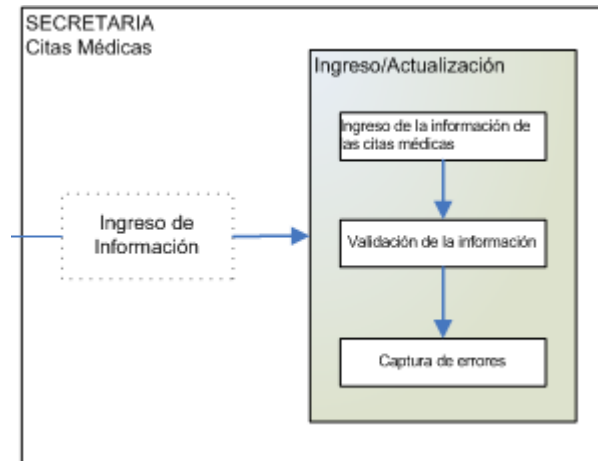 SECRETARIA
Citas Médicas
Ingreso/Actualización
Ingreso de la información de
las citas médicas
Ingreso de
Información
Validación de la información
Captura de errores